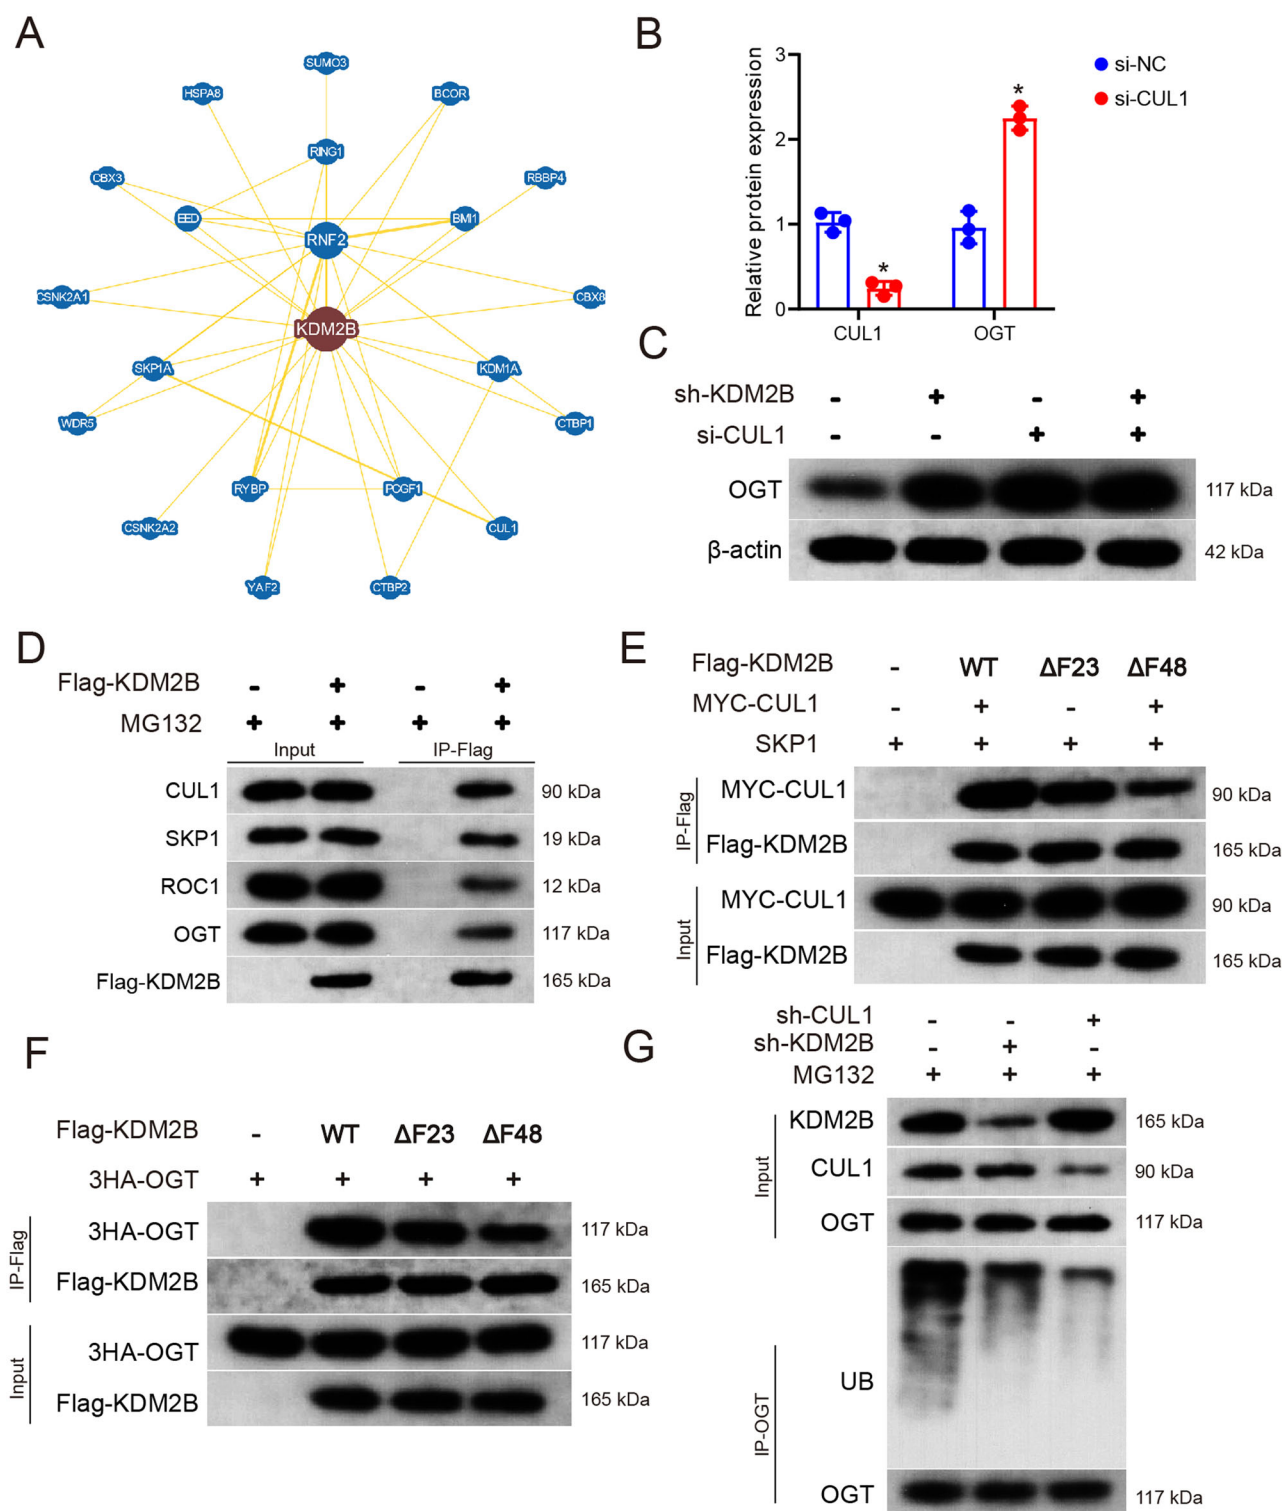 A
SUMO3
HSPA8
BCOR
RING1
CBX3
RBBP4
EED
BMI1
RNF2
CSNK2A1
CBX8
KDM2B
SKP1A
KDM1A
WDR5
CTBP1
RYBP
PCGF1
CSNK2A2
CUL1
YAF2
CTBP2
B
Relative protein expression
3
2
1
0
* *
CUL1 OGT
si-NC
si-CUL1
C
sh-KDM2B - + - +
si-CUL1 - - + +
OGT 117 kDa
β-actin 42 kDa
D
Flag-KDM2B - + - +
MG132 + + + +
Input IP-Flag
CUL1 90 kDa
SKP1 19 kDa
ROC1 12 kDa
OGT 117 kDa
Flag-KDM2B 165 kDa
E
Flag-KDM2B - WT ΔF23 ΔF48
MYC-CUL1 - + - +
SKP1 + + + +
IP-Flag
MYC-CUL1 90 kDa
Flag-KDM2B 165 kDa
Input
MYC-CUL1 90 kDa
Flag-KDM2B 165 kDa
F
Flag-KDM2B - WT ΔF23 ΔF48
3HA-OGT + + + +
IP-Flag
3HA-OGT 117 kDa
Flag-KDM2B 165 kDa
Input
3HA-OGT 117 kDa
Flag-KDM2B 165 kDa
G
sh-CUL1 - - +
sh-KDM2B - + -
MG132 + + +
Input
KDM2B 165 kDa
CUL1 90 kDa
OGT 117 kDa
IP-OGT
UB
OGT 117 kDa